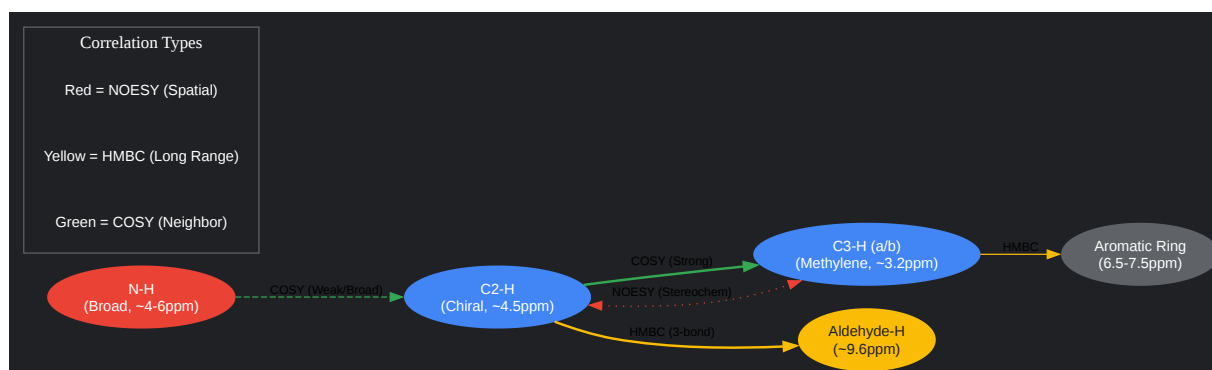 Correlation Types
Red = NOESY (Spatial)
Yellow = HMBC (Long Range)
Green = COSY (Neighbor)
N-H
(Broad, ~4-6ppm)
COSY (Weak/Broad)
C2-H
(Chiral, ~4.5ppm)
COSY (Strong)
NOESY (Stereochem)
HMBC (3-bond)
C3-H (a/b)
(Methylene, ~3.2ppm)
HMBC
Aromatic Ring
(6.5-7.5ppm)
Aldehyde-H
(~9.6ppm)